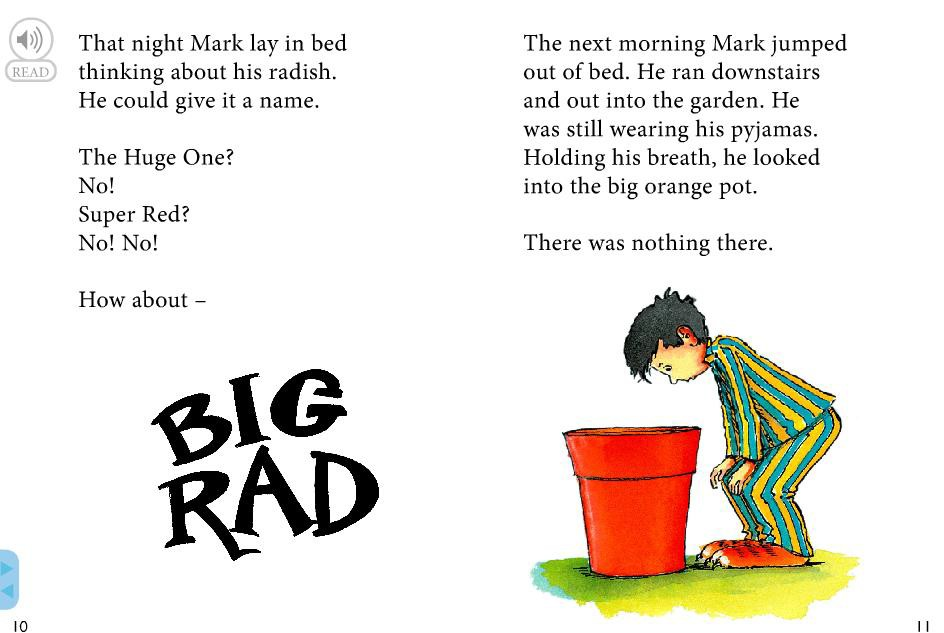 READ
That night Mark lay in bed
thinking about his radish.
He could give it a name.
The Huge One?
No!
Super Red?
No! No!
How about –
BIG
RAD
10
The next morning Mark jumped
out of bed. He ran downstairs
and out into the garden. He
was still wearing his pyjamas.
Holding his breath, he looked
into the big orange pot.
There was nothing there.
11